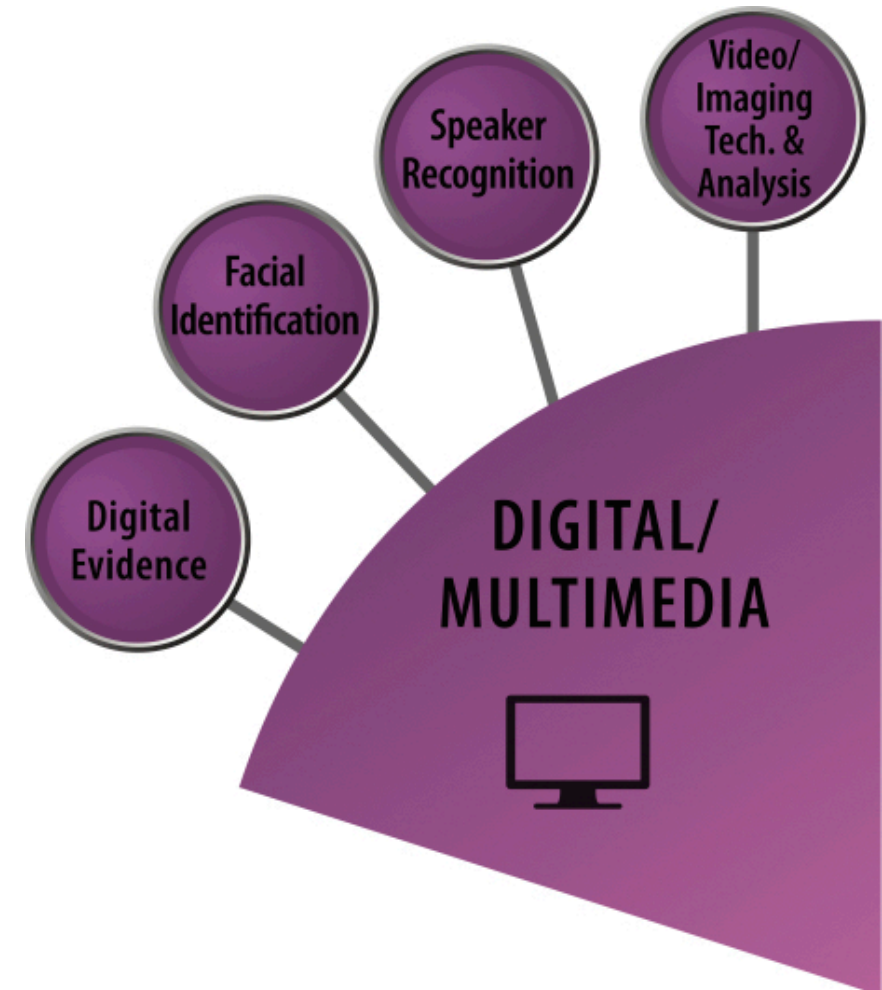 Video/
Imaging
Tech. &
Analysis
Speaker
Recognition
Facial
Identification
Digital
Evidence
DIGITAL/
MULTIMEDIA